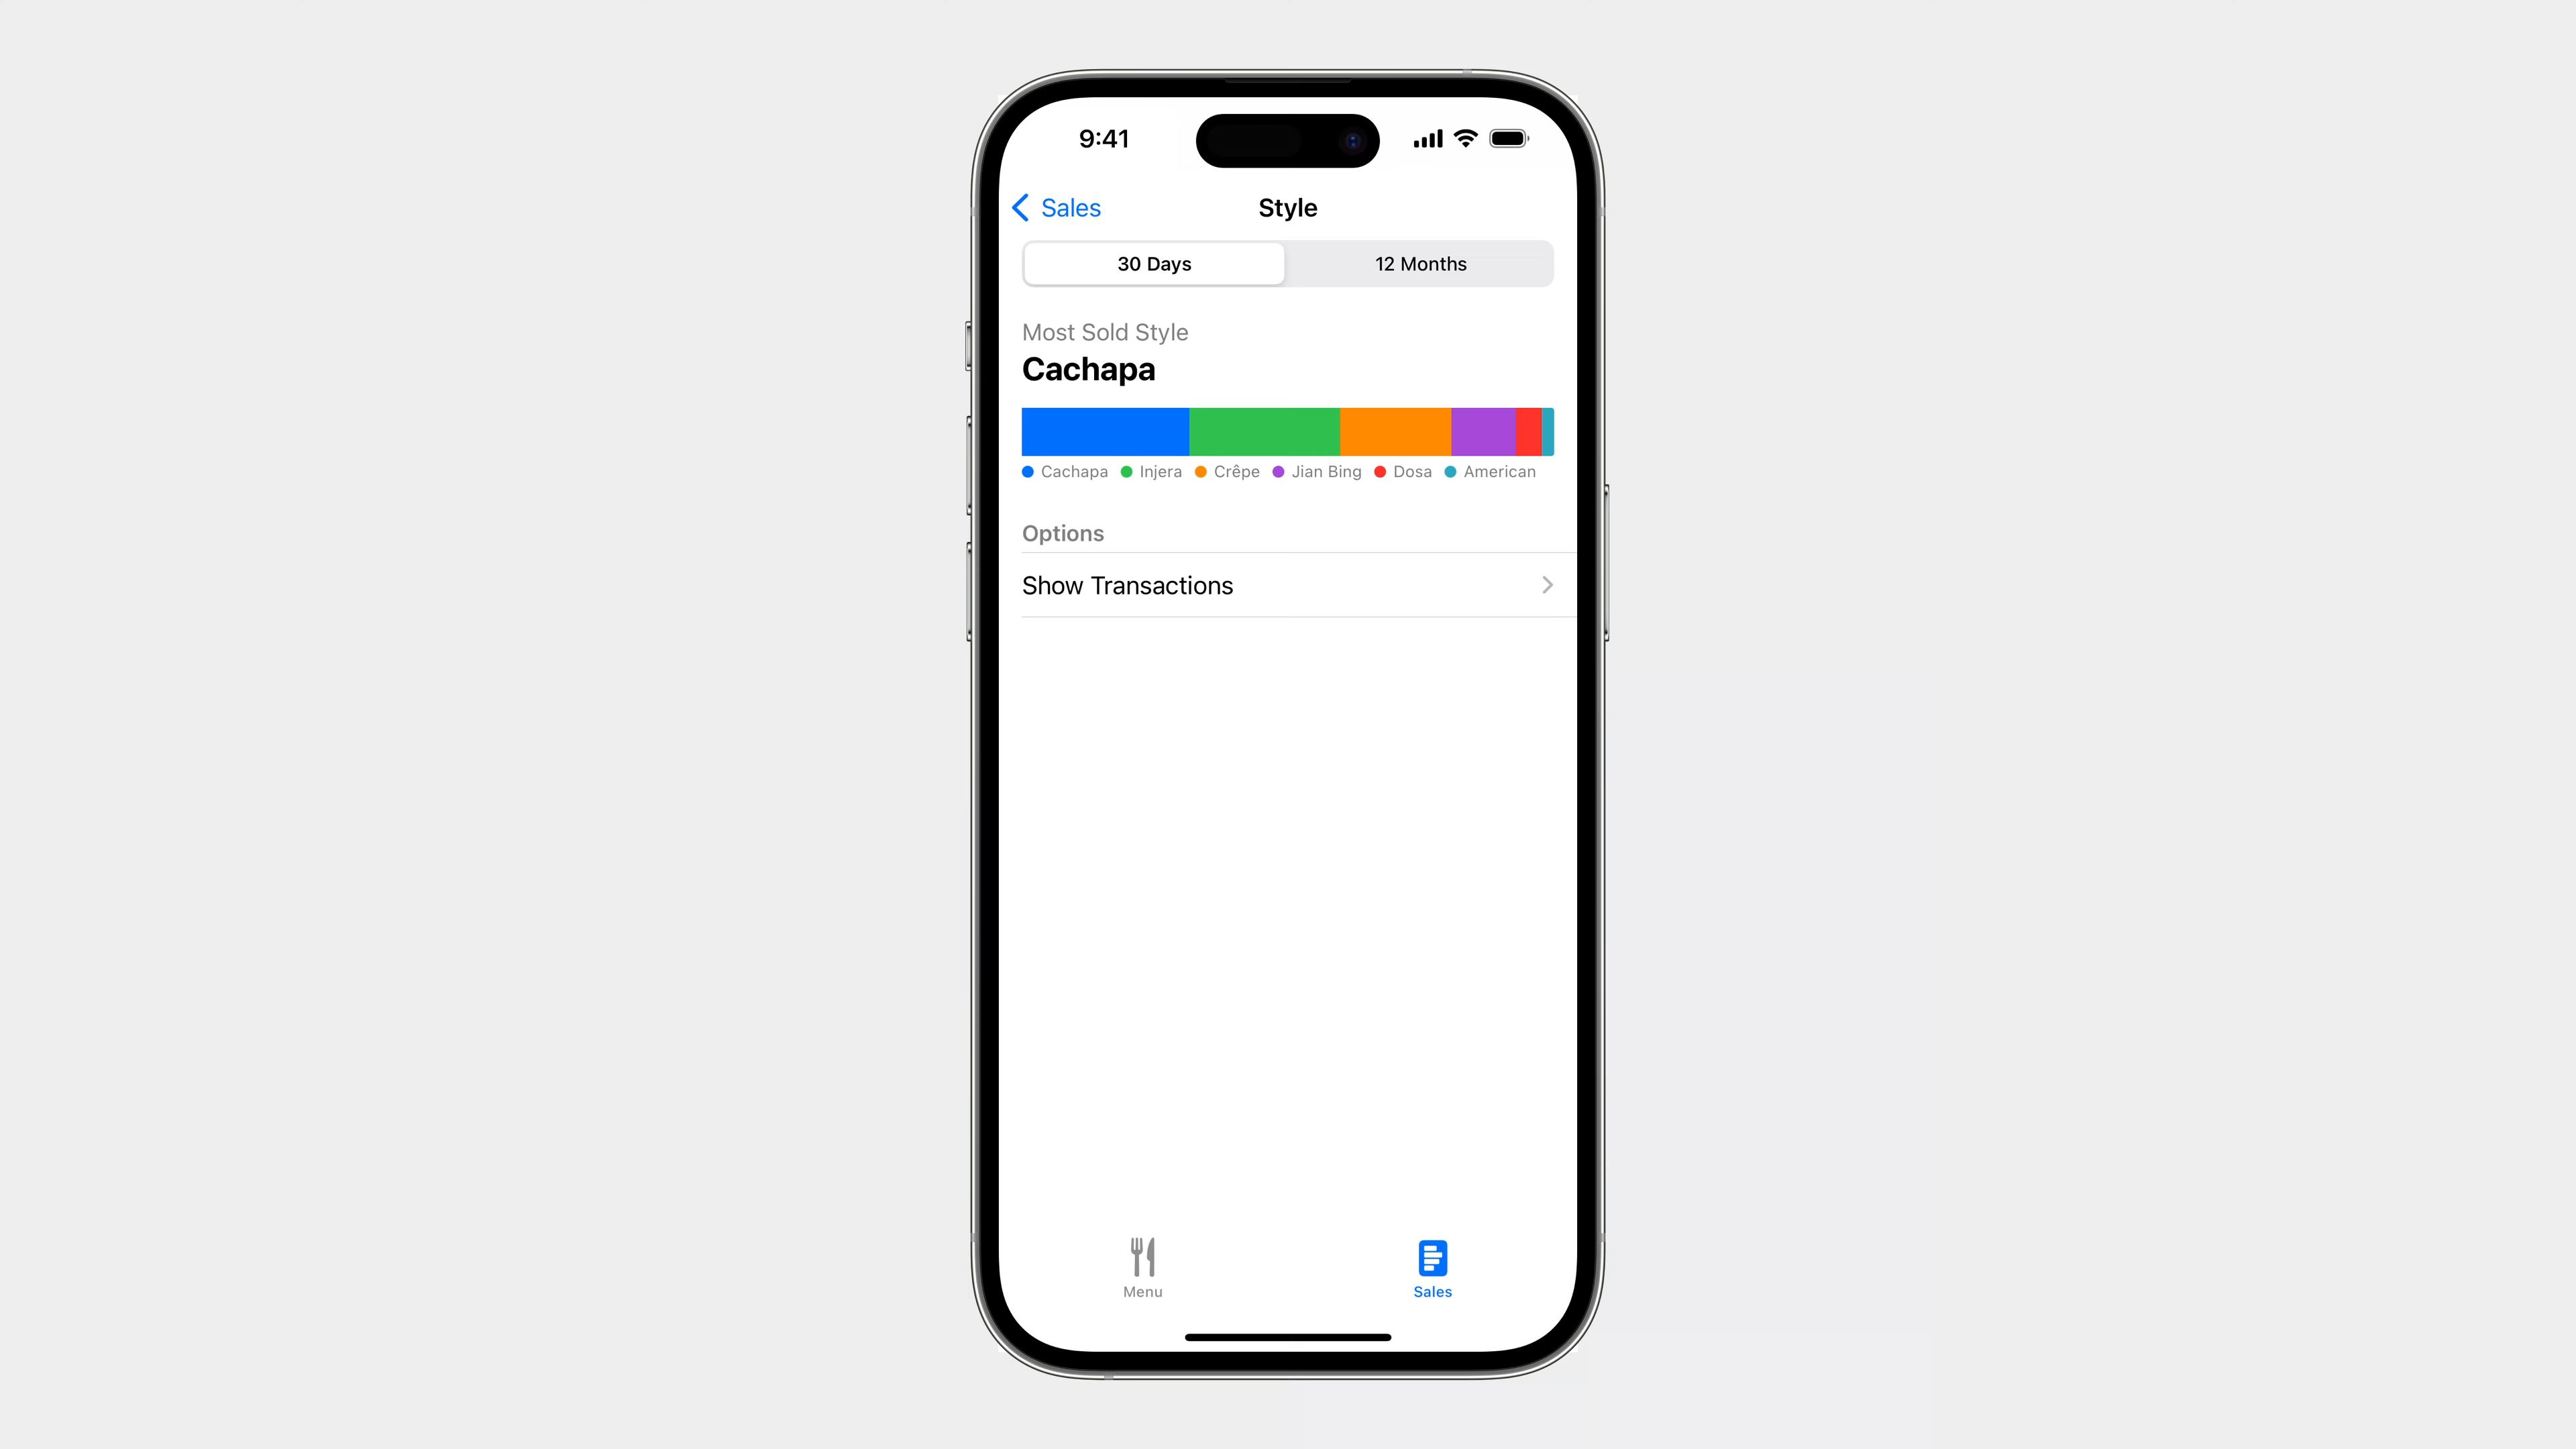 9:41
Sales
Style
30 Days 12 Months
Most Sold Style
Cachapa
Cachapa Injera Crêpe Jian Bing Dosa American
Options
Show Transactions
Menu Sales